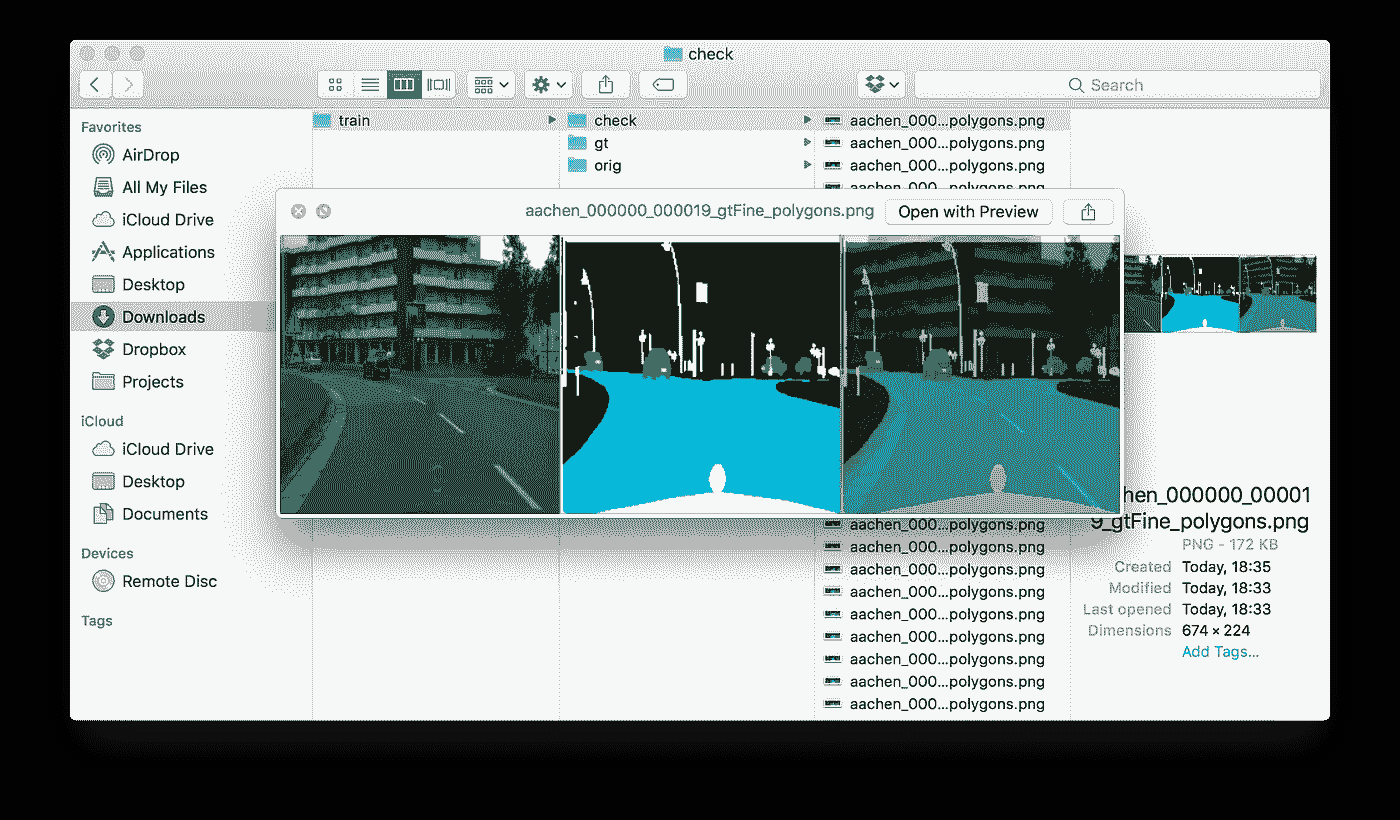 check
Search
Favorites
AirDrop
All My Files
iCloud Drive
Applications
Desktop
Downloads
Dropbox
Projects
iCloud
iCloud Drive
Desktop
Documents
Devices
Remote Disc
Tags
train
check
gt
orig
aachen_000...polygons.png
aachen_000...polygons.png
aachen_000...polygons.png
aachen_000...polygons.png
aachen_000000_000019_gtFine_polygons.png
Open with Preview
aachen_000...polygons.png
aachen_000...polygons.png
aachen_000...polygons.png
aachen_000...polygons.png
aachen_000...polygons.png
aachen_000...polygons.png
aachen_000...polygons.png
aachen_000...polygons.png
aachen_000...polygons.png
hen_000000_00001
9_gtFine_polygons.png
PNG - 172 KB
Created Today, 18:35
Modified Today, 18:33
Last opened Today, 18:33
Dimensions 674 × 224
Add Tags...